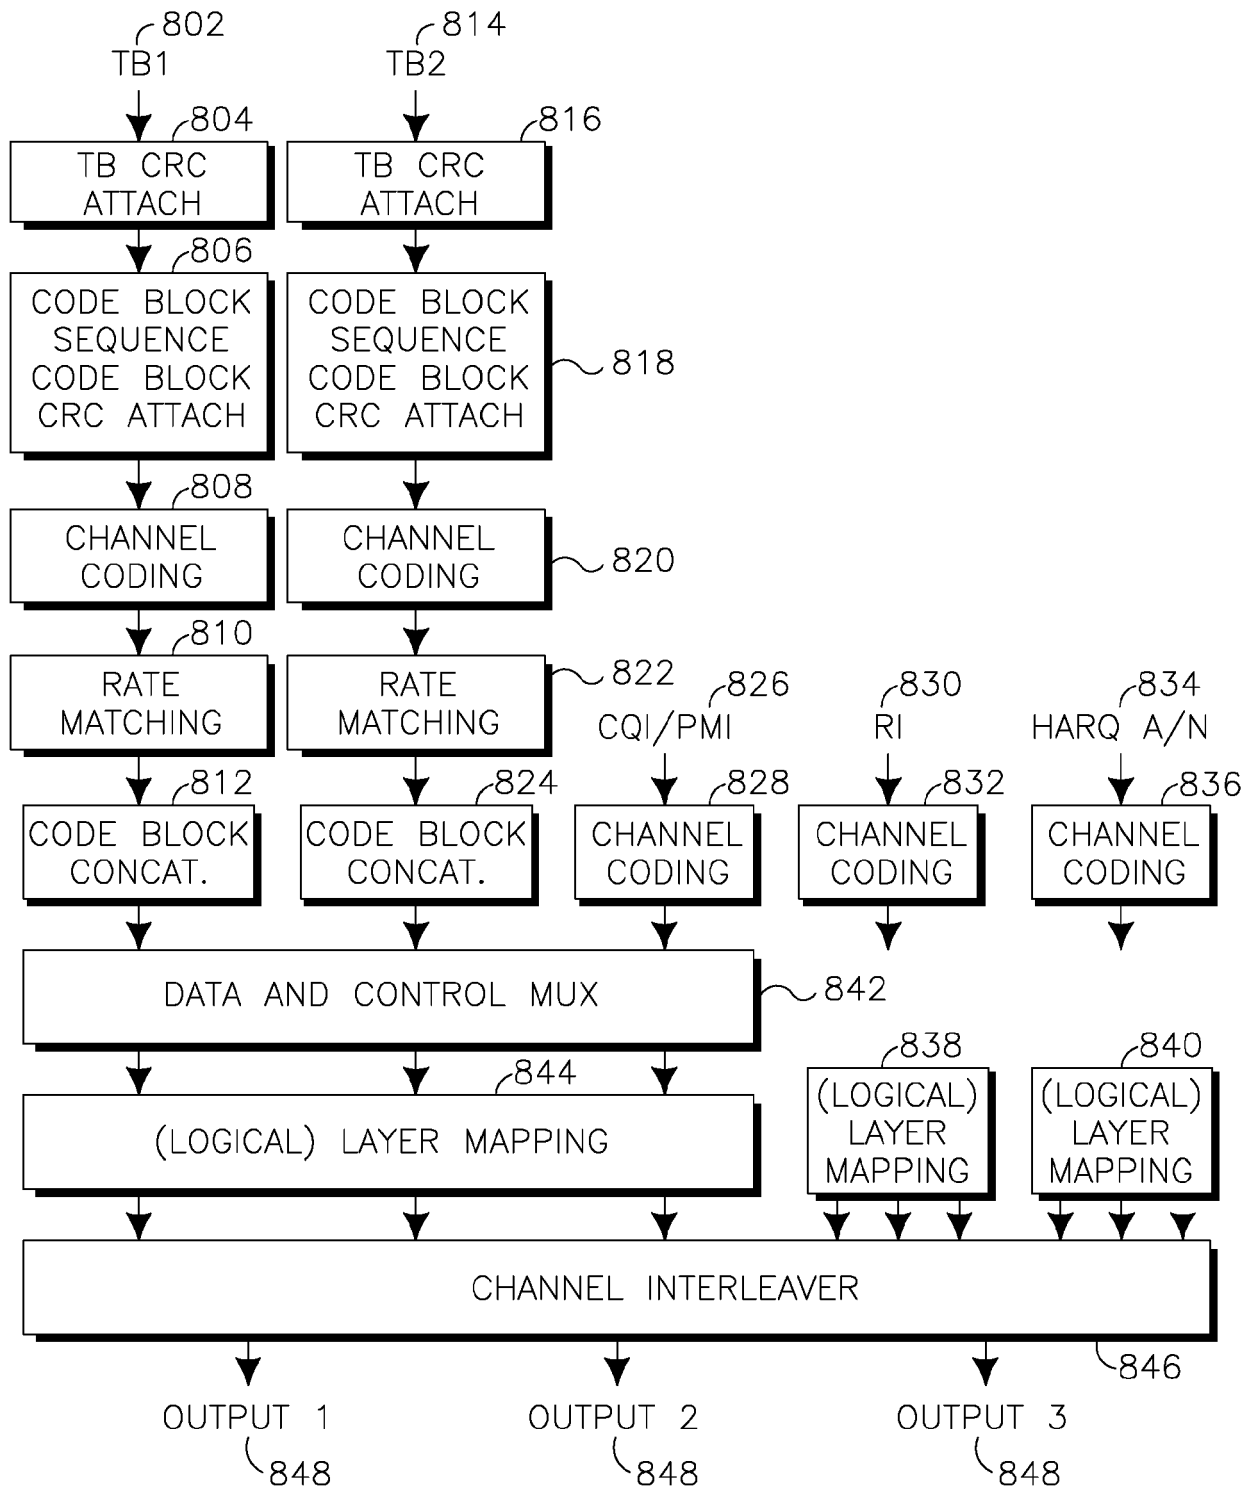 802
TB1
814
TB2
804
TB CRC
ATTACH
816
TB CRC
ATTACH
806
CODE BLOCK
SEQUENCE
CODE BLOCK
CRC ATTACH
CODE BLOCK
SEQUENCE
CODE BLOCK
CRC ATTACH
818
808
CHANNEL
CODING
CHANNEL
CODING
820
810
RATE
MATCHING
RATE
MATCHING
822
826
CQI/PMI
830
RI
834
HARQ A/N
812
CODE BLOCK
CONCAT.
824
CODE BLOCK
CONCAT.
828
CHANNEL
CODING
832
CHANNEL
CODING
836
CHANNEL
CODING
DATA AND CONTROL MUX
842
844
(LOGICAL) LAYER MAPPING
838
(LOGICAL)
LAYER
MAPPING
840
(LOGICAL)
LAYER
MAPPING
CHANNEL INTERLEAVER
846
OUTPUT 1
848
OUTPUT 2
848
OUTPUT 3
848